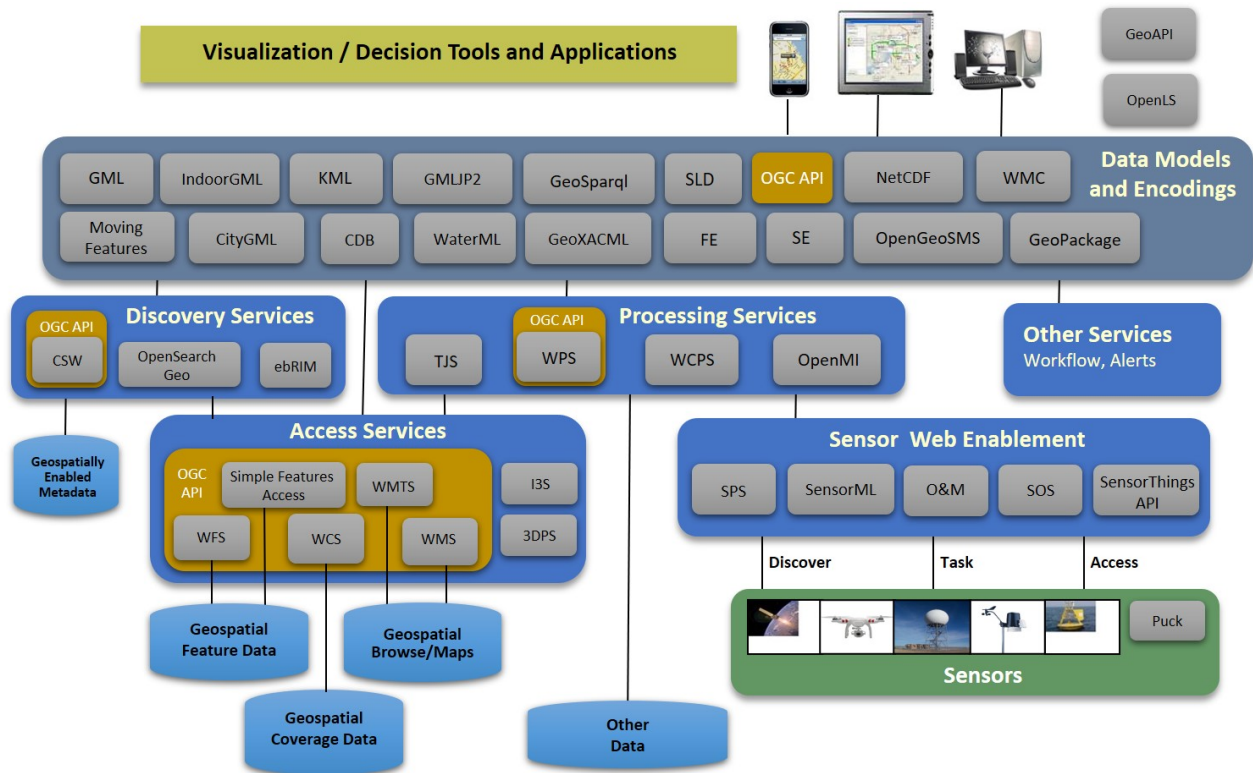 Visualization / Decision Tools and Applications
GeoAPI
OpenLS
Data Models
and Encodings
GML
IndoorGML
KML
GMLJP2
GeoSparql
SLD
OGC API
NetCDF
WMC
Moving
Features
CityGML
CDB
WaterML
GeoXACML
FE
SE
OpenGeoSMS
GeoPackage
Discovery Services
OGC API
CSW
OpenSearch
Geo
ebRIM
Processing Services
TJS
OGC API
WPS
WCPS
OpenMI
Other Services
Workflow, Alerts
Geospatially
Enabled
Metadata
Access Services
OGC
API
Simple Features
Access
WMTS
I3S
WFS
WCS
WMS
3DPS
Sensor Web Enablement
SPS
SensorML
O&M
SOS
SensorThings
API
Discover
Task
Access
Puck
Sensors
Geospatial
Feature Data
Geospatial
Browse/Maps
Geospatial
Coverage Data
Other
Data